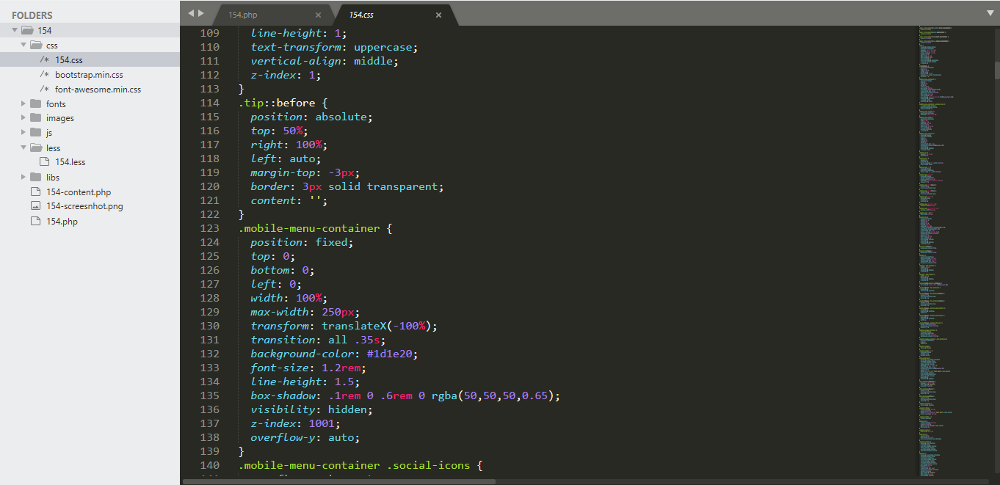 FOLDERS
154
css
/* 154.css
/* bootstrap.min.css
/* font-awesome.min.css
fonts
images
js
less
154.less
libs
154-content.php
154-screesnhot.png
154.php
154.php × 154.css ×
109 line-height: 1;
110 text-transform: uppercase;
111 vertical-align: middle;
112 z-index: 1;
113 }
114 .tip::before {
115 position: absolute;
116 top: 50%;
117 right: 100%;
118 left: auto;
119 margin-top: -3px;
120 border: 3px solid transparent;
121 content: '';
122 }
123 .mobile-menu-container {
124 position: fixed;
125 top: 0;
126 bottom: 0;
127 left: 0;
128 width: 100%;
129 max-width: 250px;
130 transform: translateX(-100%);
131 transition: all .35s;
132 background-color: #1d1e20;
133 font-size: 1.2rem;
134 line-height: 1.5;
135 box-shadow: .1rem 0 .6rem 0 rgba(50,50,50,0.65);
136 visibility: hidden;
137 z-index: 1001;
138 overflow-y: auto;
139 }
140 .mobile-menu-container .social-icons {